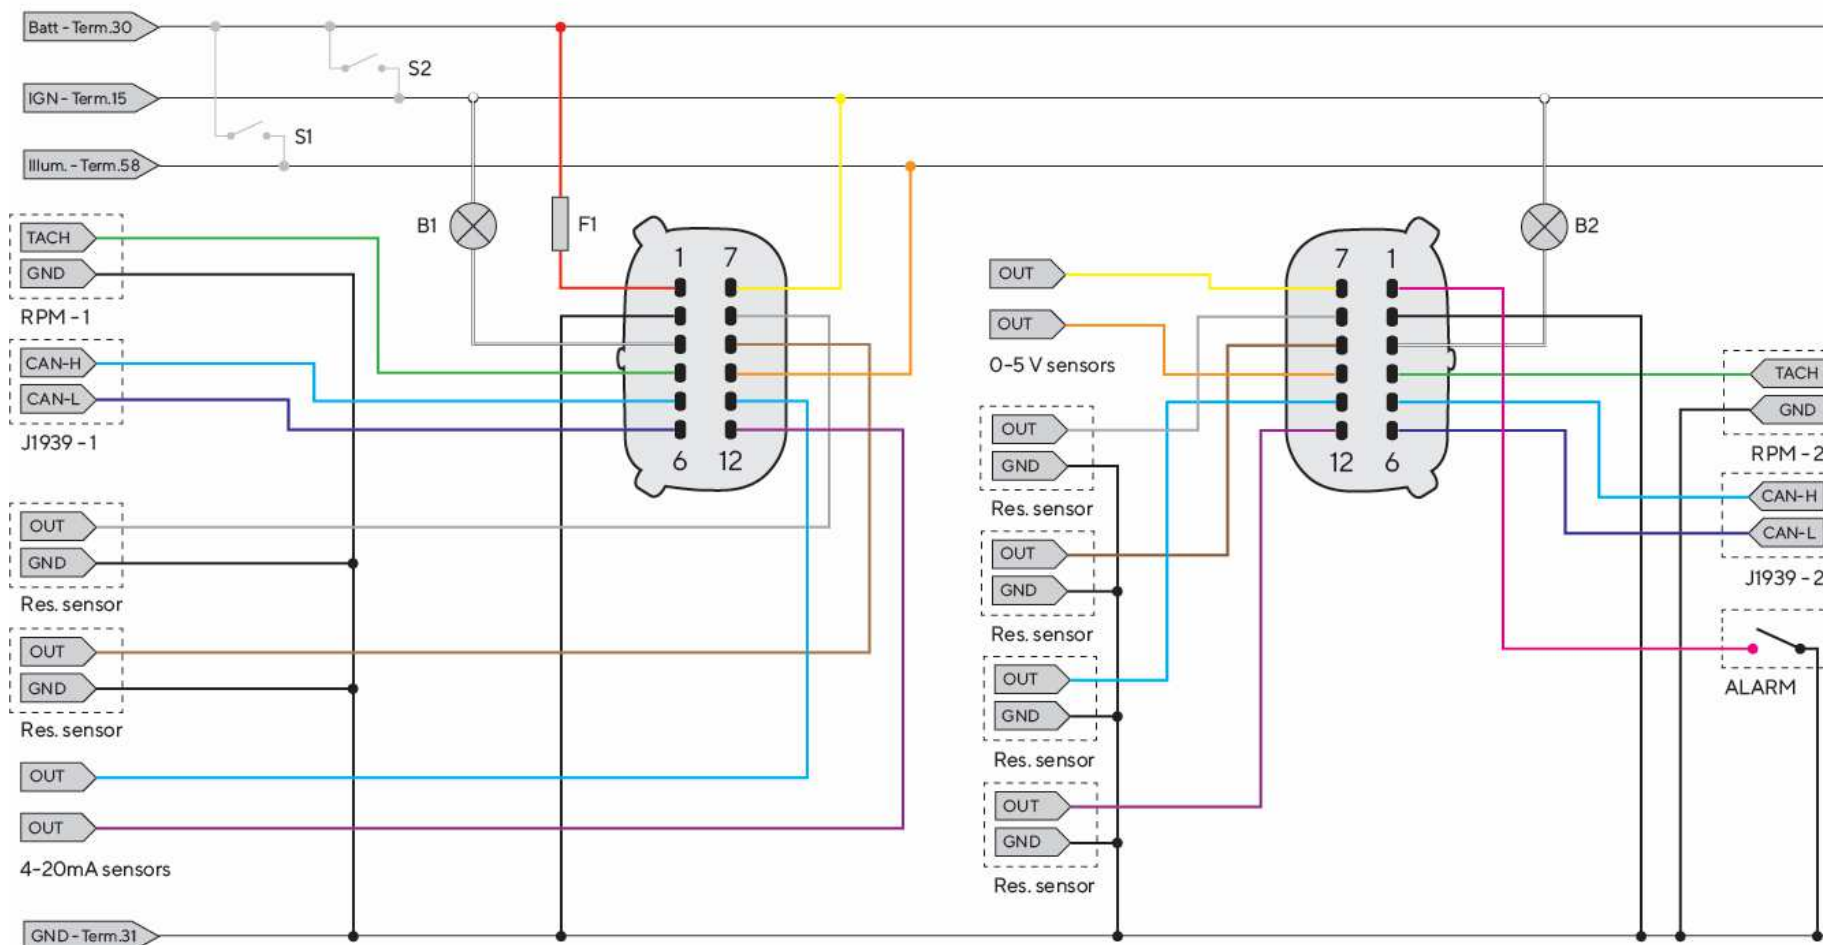 Batt - Term.30
S2
IGN - Term.15
S1
Illum. - Term.58
B1
F1
B2
TACH
GND
RPM - 1
CAN-H
CAN-L
J1939 - 1
1 7
6 12
OUT
GND
Res. sensor
OUT
GND
Res. sensor
OUT
OUT
4-20mA sensors
GND - Term.31
OUT
OUT
0-5 V sensors
7 1
12 6
OUT
GND
Res. sensor
OUT
GND
Res. sensor
OUT
GND
Res. sensor
OUT
GND
Res. sensor
TACH
GND
RPM - 2
CAN-H
CAN-L
J1939 - 2
ALARM